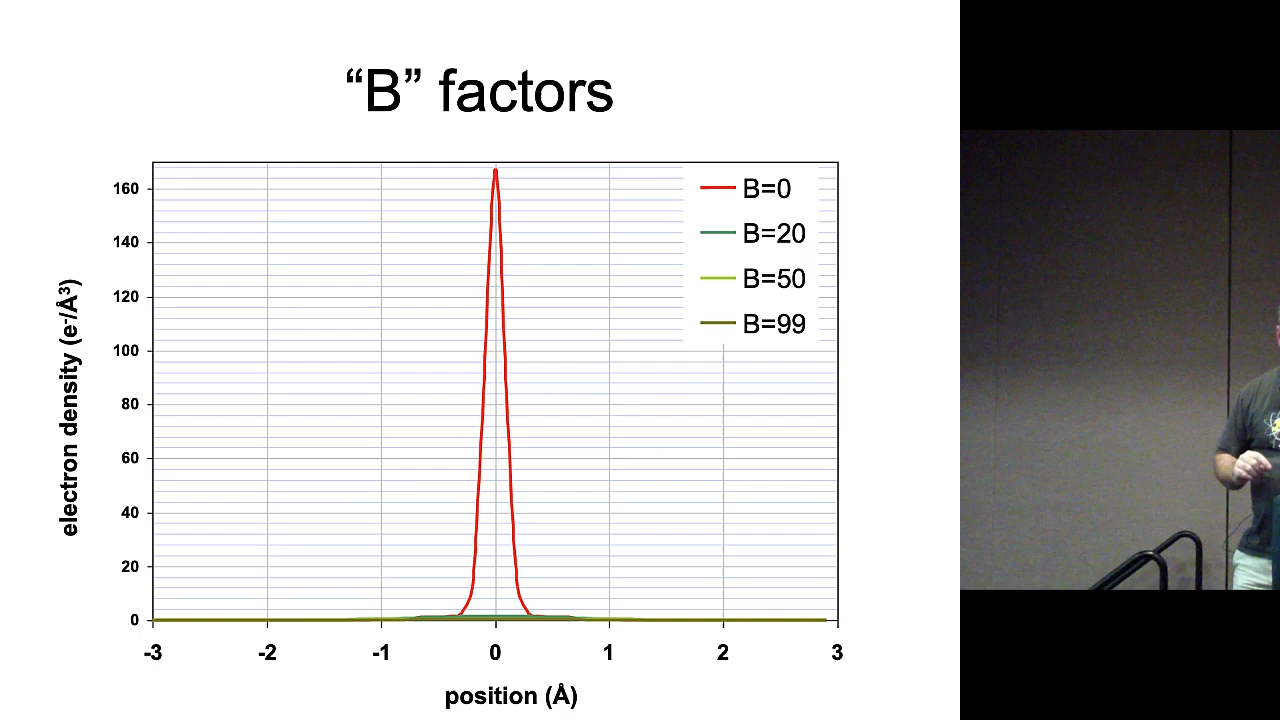 “B” factors
B=0
B=20
B=50
B=99
160
140
120
100
80
60
40
20
0
electron density (e-/Å³)
-3 -2 -1 0 1 2 3
position (Å)